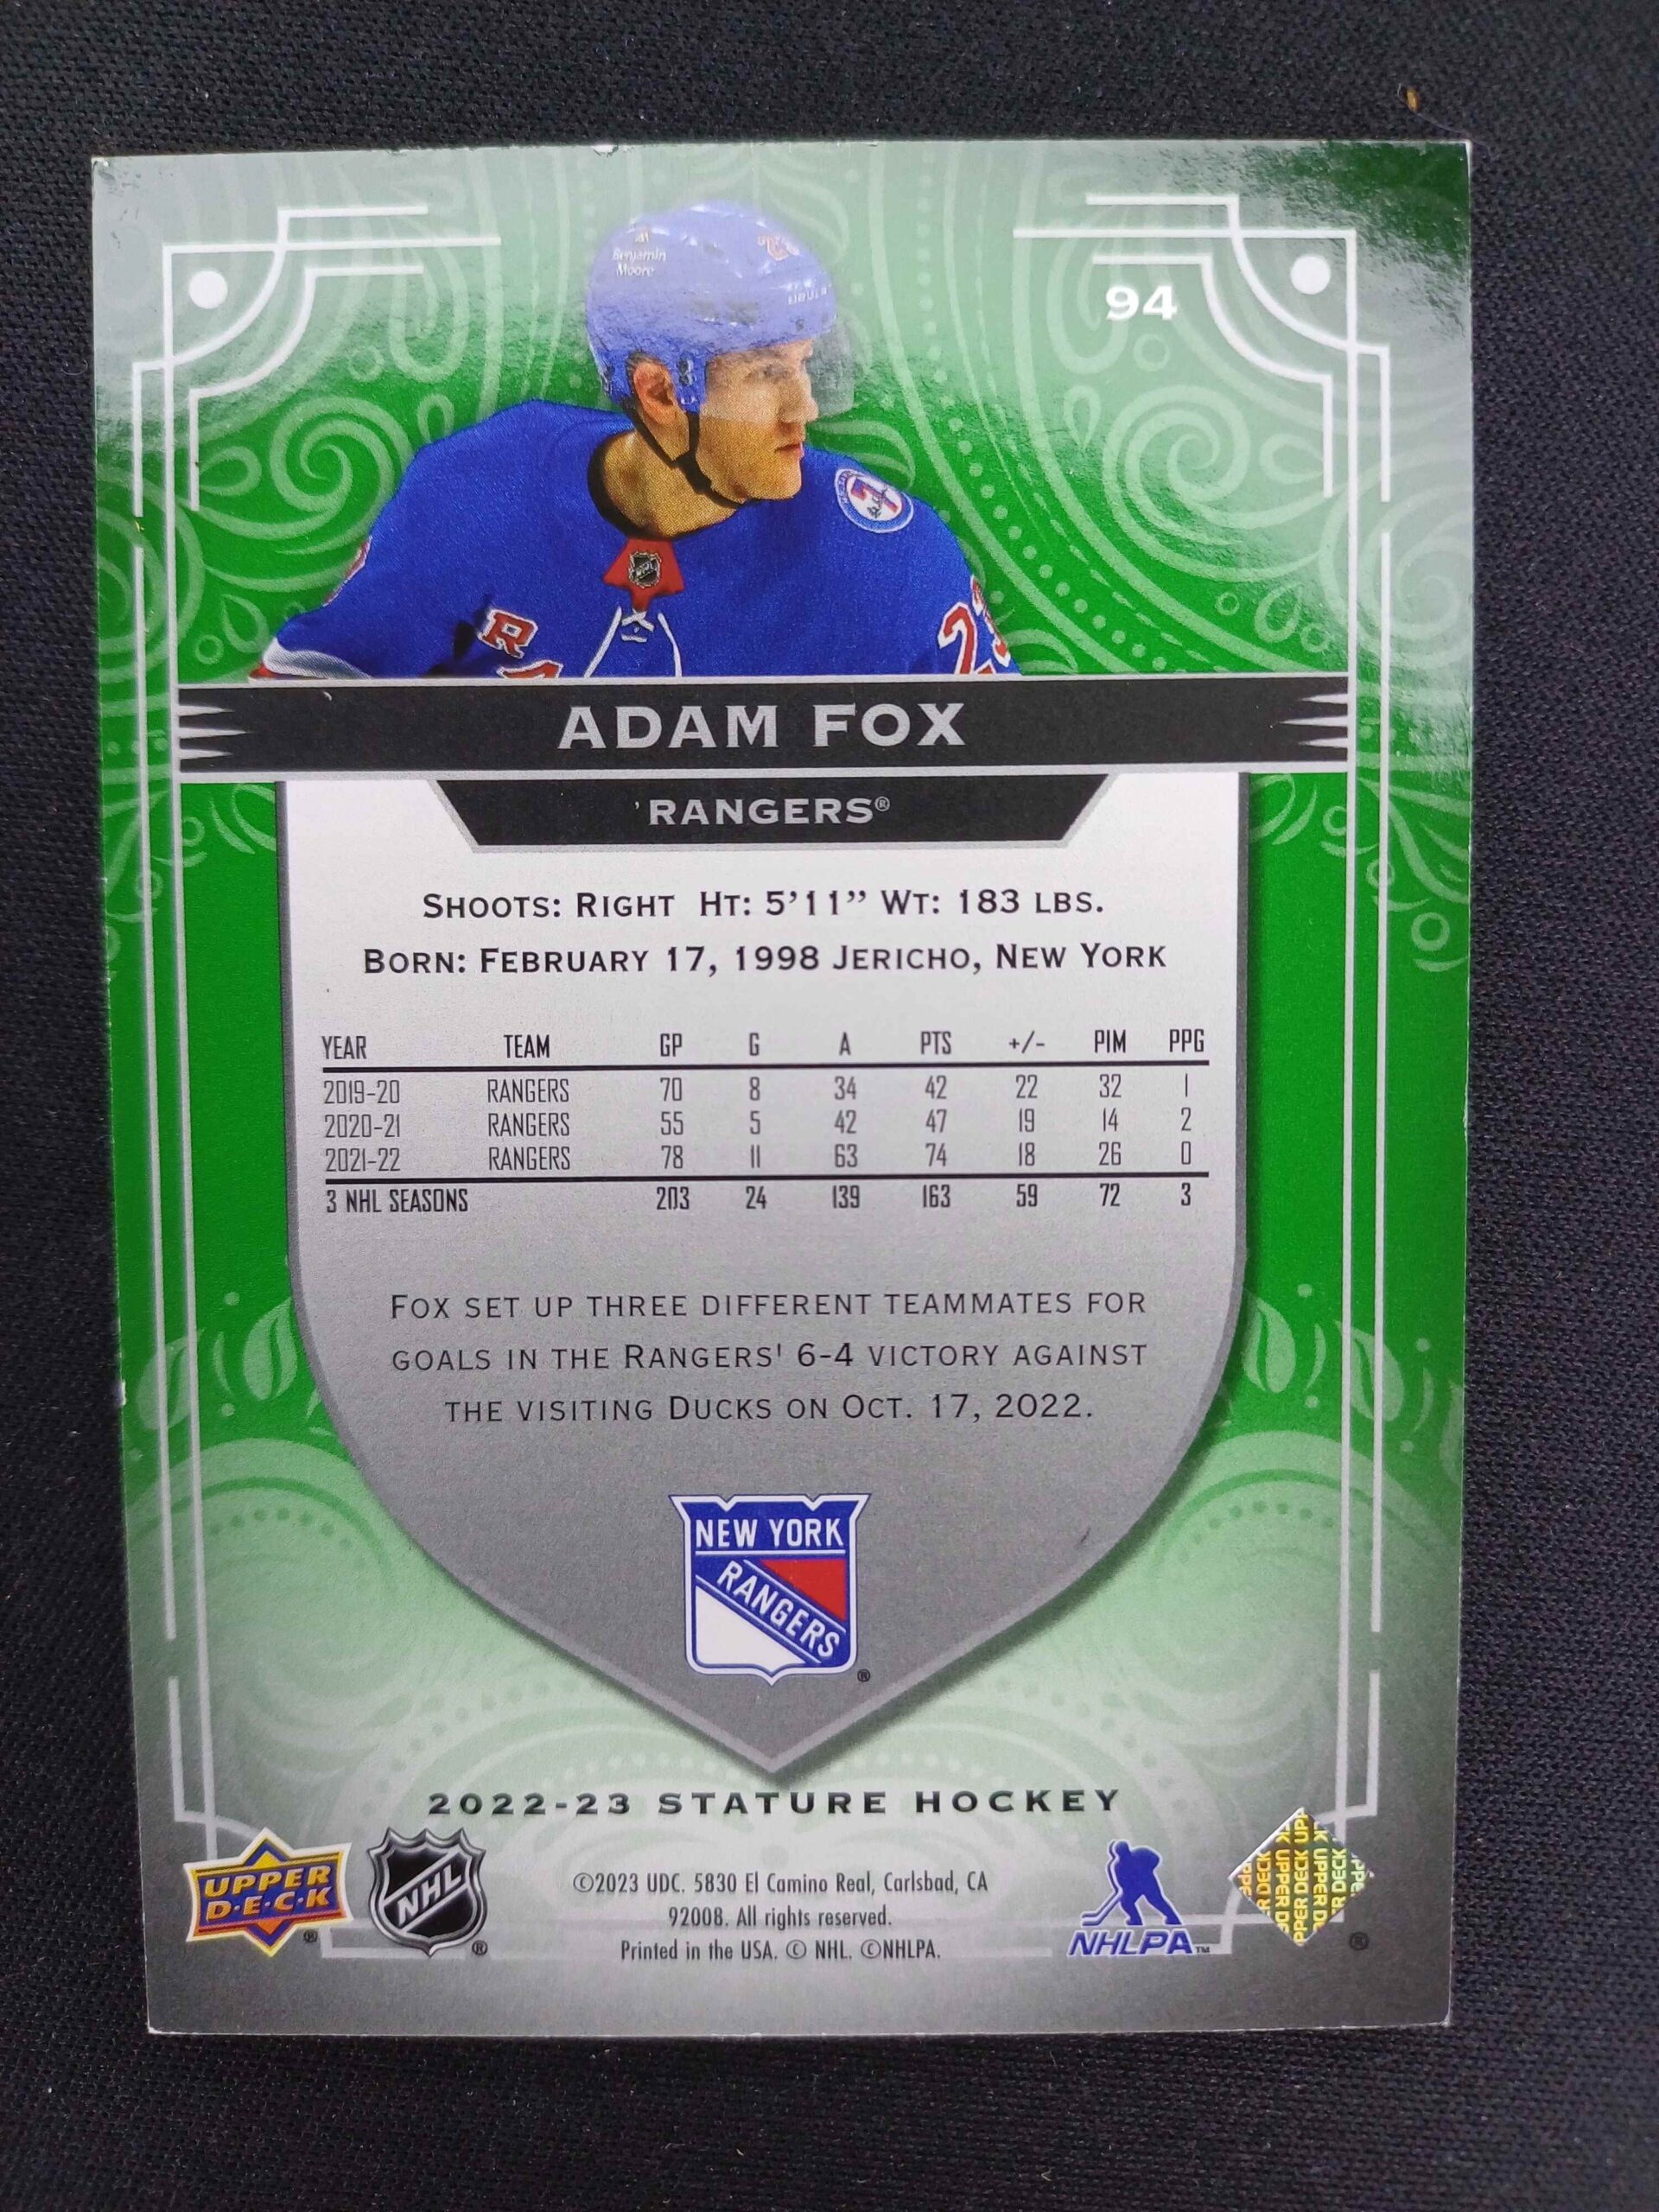 at
Benjamin
Moore
94
R
ADAM FOX
'RANGERS®
SHOOTS: RIGHT HT: 5'11” WT: 183 LBS.
BORN: FEBRUARY 17, 1998 JERICHO, NEW YORK
YEAR TEAM GP G A PTS +/- PIM PPG
2019-20 RANGERS 70 8 34 42 22 32 1
2020-21 RANGERS 55 5 42 47 19 14 2
2021-22 RANGERS 78 11 63 74 18 26 0
3 NHL SEASONS 203 24 139 163 59 72 3
FOX SET UP THREE DIFFERENT TEAMMATES FOR
GOALS IN THE RANGERS' 6-4 VICTORY AGAINST
THE VISITING DUCKS ON OCT. 17, 2022.
NEW YORK
RANGERS
®
2022-23 STATURE HOCKEY
UPPER
D·E·C·K
®
NHL
®
©2023 UDC. 5830 El Camino Real, Carlsbad, CA
92008. All rights reserved.
Printed in the USA. © NHL. ©NHLPA.
NHLPA™
UPPER DECK
®